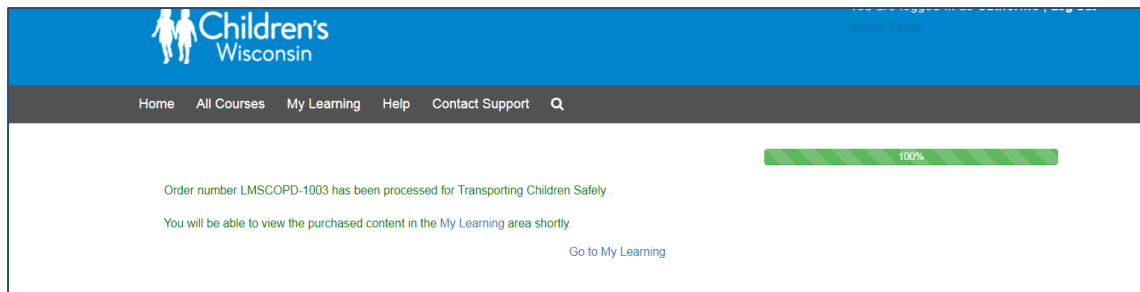 Children's
Wisconsin
Admin Panel
Home All Courses My Learning Help Contact Support
100%
Order number LMSCOPD-1003 has been processed for Transporting Children Safely .
You will be able to view the purchased content in the My Learning area shortly.
Go to My Learning